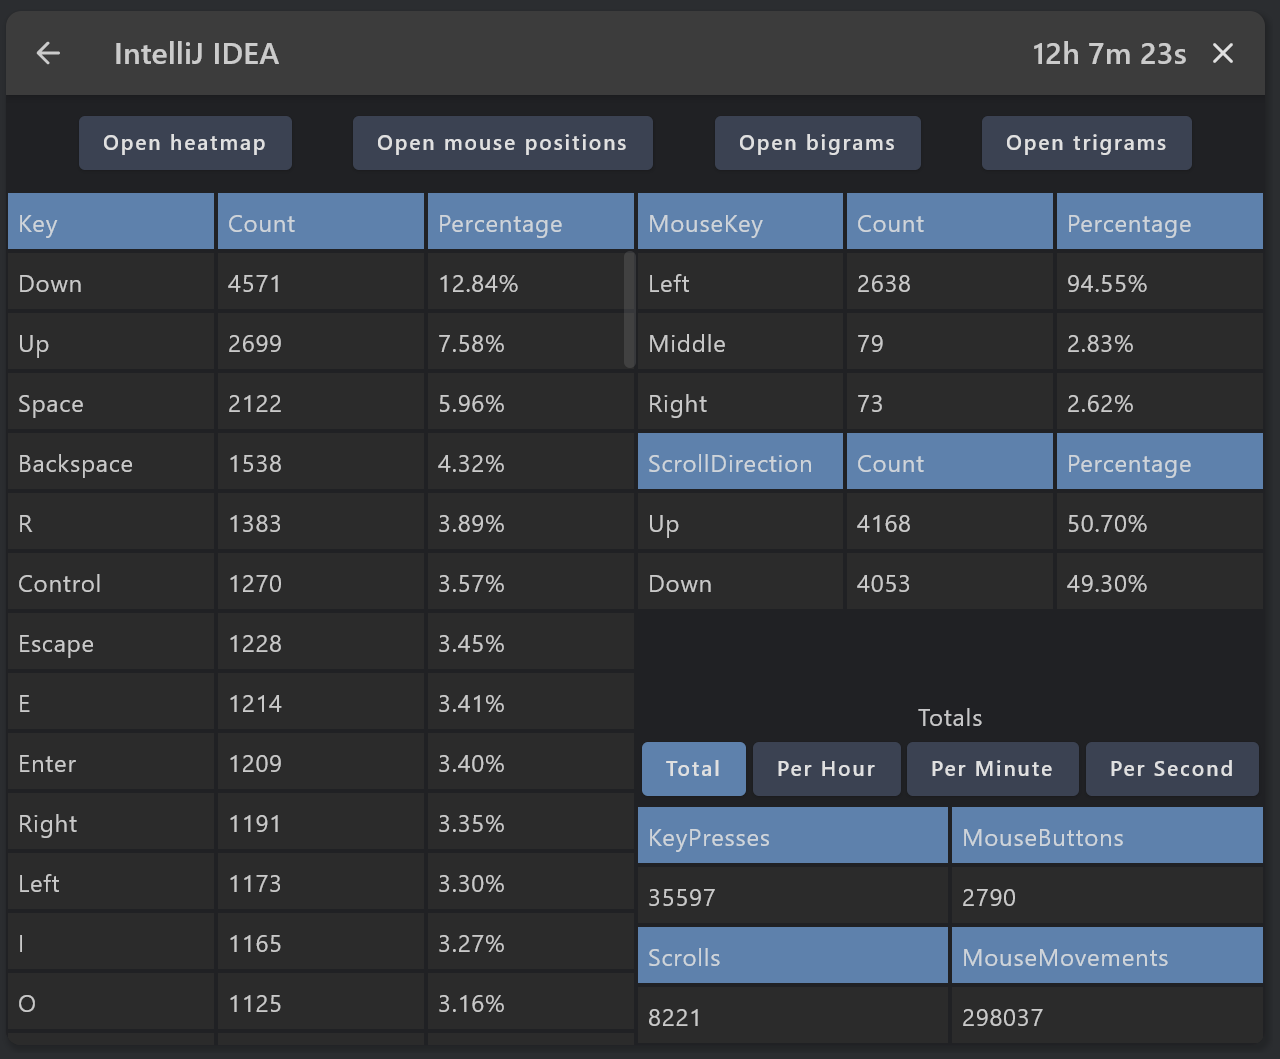 IntelliJ IDEA 12h 7m 23s
Open heatmap Open mouse positions Open bigrams Open trigrams
Key Count Percentage
Down 4571 12.84%
Up 2699 7.58%
Space 2122 5.96%
Backspace 1538 4.32%
R 1383 3.89%
Control 1270 3.57%
Escape 1228 3.45%
E 1214 3.41%
Enter 1209 3.40%
Right 1191 3.35%
Left 1173 3.30%
I 1165 3.27%
O 1125 3.16%
MouseKey Count Percentage
Left 2638 94.55%
Middle 79 2.83%
Right 73 2.62%
ScrollDirection Count Percentage
Up 4168 50.70%
Down 4053 49.30%
Totals
Total Per Hour Per Minute Per Second
KeyPresses MouseButtons
35597 2790
Scrolls MouseMovements
8221 298037